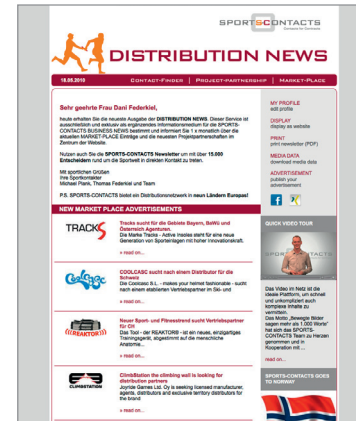 SPORTS-CONTACTS
DISTRIBUTION NEWS
18.05.2010
CONTACT-FINDER | PROJECT-PARTNERSHIP | MARKET-PLACE
Sehr geehrte Frau Dani Federkiel,
heute erhalten Sie die neueste Ausgabe der DISTRIBUTION NEWS. Dieser Service ist
ausschließlich und exklusiv als ergänzendes Informationsmedium für die SPORTS-
CONTACTS BUSINESS NEWS bestimmt und informiert Sie 1 x monatlich über die
aktuellen MARKET-PLACE Einträge und die neuesten Projektpartnerschaften im
Zentrum der Website.
Nutzen auch Sie die SPORTS-CONTACTS Newsletter um mit über 15.000
Entscheidern rund um die Sportwelt in direkten Kontakt zu treten.
Mit sportlichen Grüßen
Ihre Sportkontakter
Michael Plank, Thomas Federkiel und Team
P.S. SPORTS-CONTACTS bietet ein Distributionsnetzwerk in neun Ländern Europas!
MY PROFILE
edit profile
DISPLAY
display as website
PRINT
print newsletter (PDF)
MEDIA DATA
download media data
ADVERTISEMENT
publish your
advertisement
NEW MARKET PLACE ADVERTISEMENTS
TRACKS
Tracks sucht für die Gebiete Bayern, BaWü und
Österreich Agenturen.
Die Marke Tracks - Active insoles steht für eine neue
Generation von Sporteinlagen mit hoher Innovationskraft.
» read on...
COOLCASC
COOLCASC sucht nach einem Distributor für die
Schweiz
Die Coolcasc S.L. - makes your helmet fashionable - sucht
nach einem etablierten Vertriebspartner im Ski- und
» read on...
((REAKTOR))
Neuer Sport- und Fitnesstrend sucht Vertriebspartner
für CH
Das Tool - der REAKTOR® - ist ein neues, einzigartiges
Trainingsgerät, abgestimmt auf die menschliche
Anatomie...
» read on...
CLIMBSTATION
ClimbStation the climbing wall is looking for
distribution partners
Joyride Games Ltd. Oy is seeking licensed manufacturer,
agents, distributors and exclusive territory distributors for
the brand
» read on...
QUICK VIDEO TOUR
SPORTS-CONTACTS
Das Video im Netz ist die
ideale Plattform, um schnell
und unkompliziert auch
komplexe Inhalte zu
vermitteln.
Das Motto „Bewegte Bilder
sagen mehr als 1.000 Worte"
hat sich das SPORTS-
CONTACTS Team zu Herzen
genommen und in
Kooperation mit ...
read on...
SPORTS-CONTACTS GOES
TO NORWAY